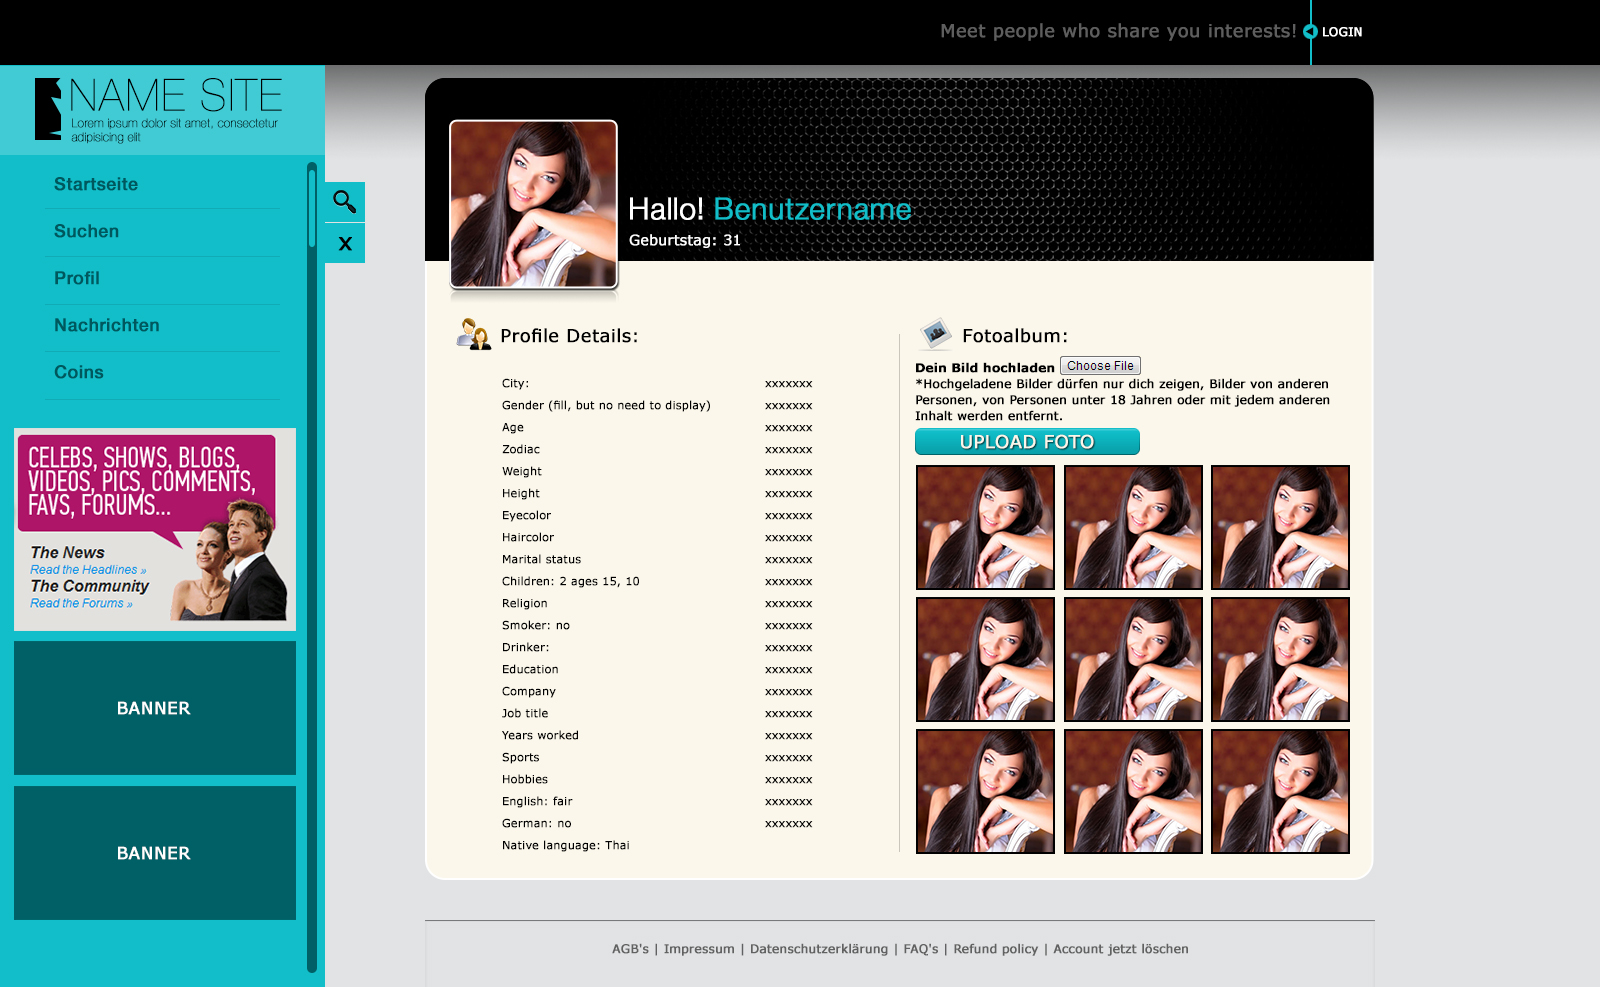 Meet people who share you interests!
LOGIN
NAME SITE
Lorem ipsum dolor sit amet, consectetur
adipisicing elit
Startseite
Suchen
Profil
Nachrichten
Coins
X
CELEBS, SHOWS, BLOGS,
VIDEOS, PICS, COMMENTS,
FAVS, FORUMS...
The News
Read the Headlines »
The Community
Read the Forums »
BANNER
BANNER
Hallo! Benutzername
Geburtstag: 31
Profile Details:
City: xxxxxxx
Gender (fill, but no need to display) xxxxxxx
Age xxxxxxx
Zodiac xxxxxxx
Weight xxxxxxx
Height xxxxxxx
Eyecolor xxxxxxx
Haircolor xxxxxxx
Marital status xxxxxxx
Children: 2 ages 15, 10 xxxxxxx
Religion xxxxxxx
Smoker: no xxxxxxx
Drinker: xxxxxxx
Education xxxxxxx
Company xxxxxxx
Job title xxxxxxx
Years worked xxxxxxx
Sports xxxxxxx
Hobbies xxxxxxx
English: fair xxxxxxx
German: no xxxxxxx
Native language: Thai
Fotoalbum:
Dein Bild hochladen Choose File
*Hochgeladene Bilder dürfen nur dich zeigen, Bilder von anderen
Personen, von Personen unter 18 Jahren oder mit jedem anderen
Inhalt werden entfernt.
UPLOAD FOTO
AGB's | Impressum | Datenschutzerklärung | FAQ's | Refund policy | Account jetzt löschen